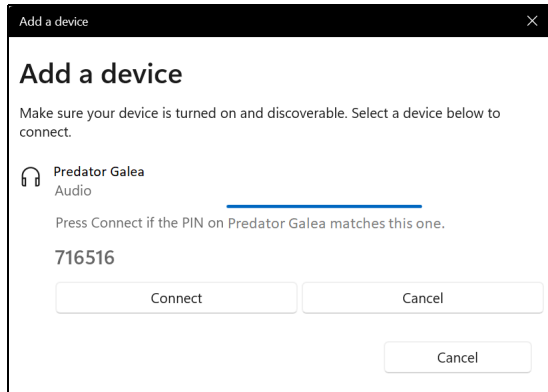 Add a device
Add a device
Make sure your device is turned on and discoverable. Select a device below to
connect.
Predator Galea
Audio
Press Connect if the PIN on Predator Galea matches this one.
716516
Connect Cancel
Cancel